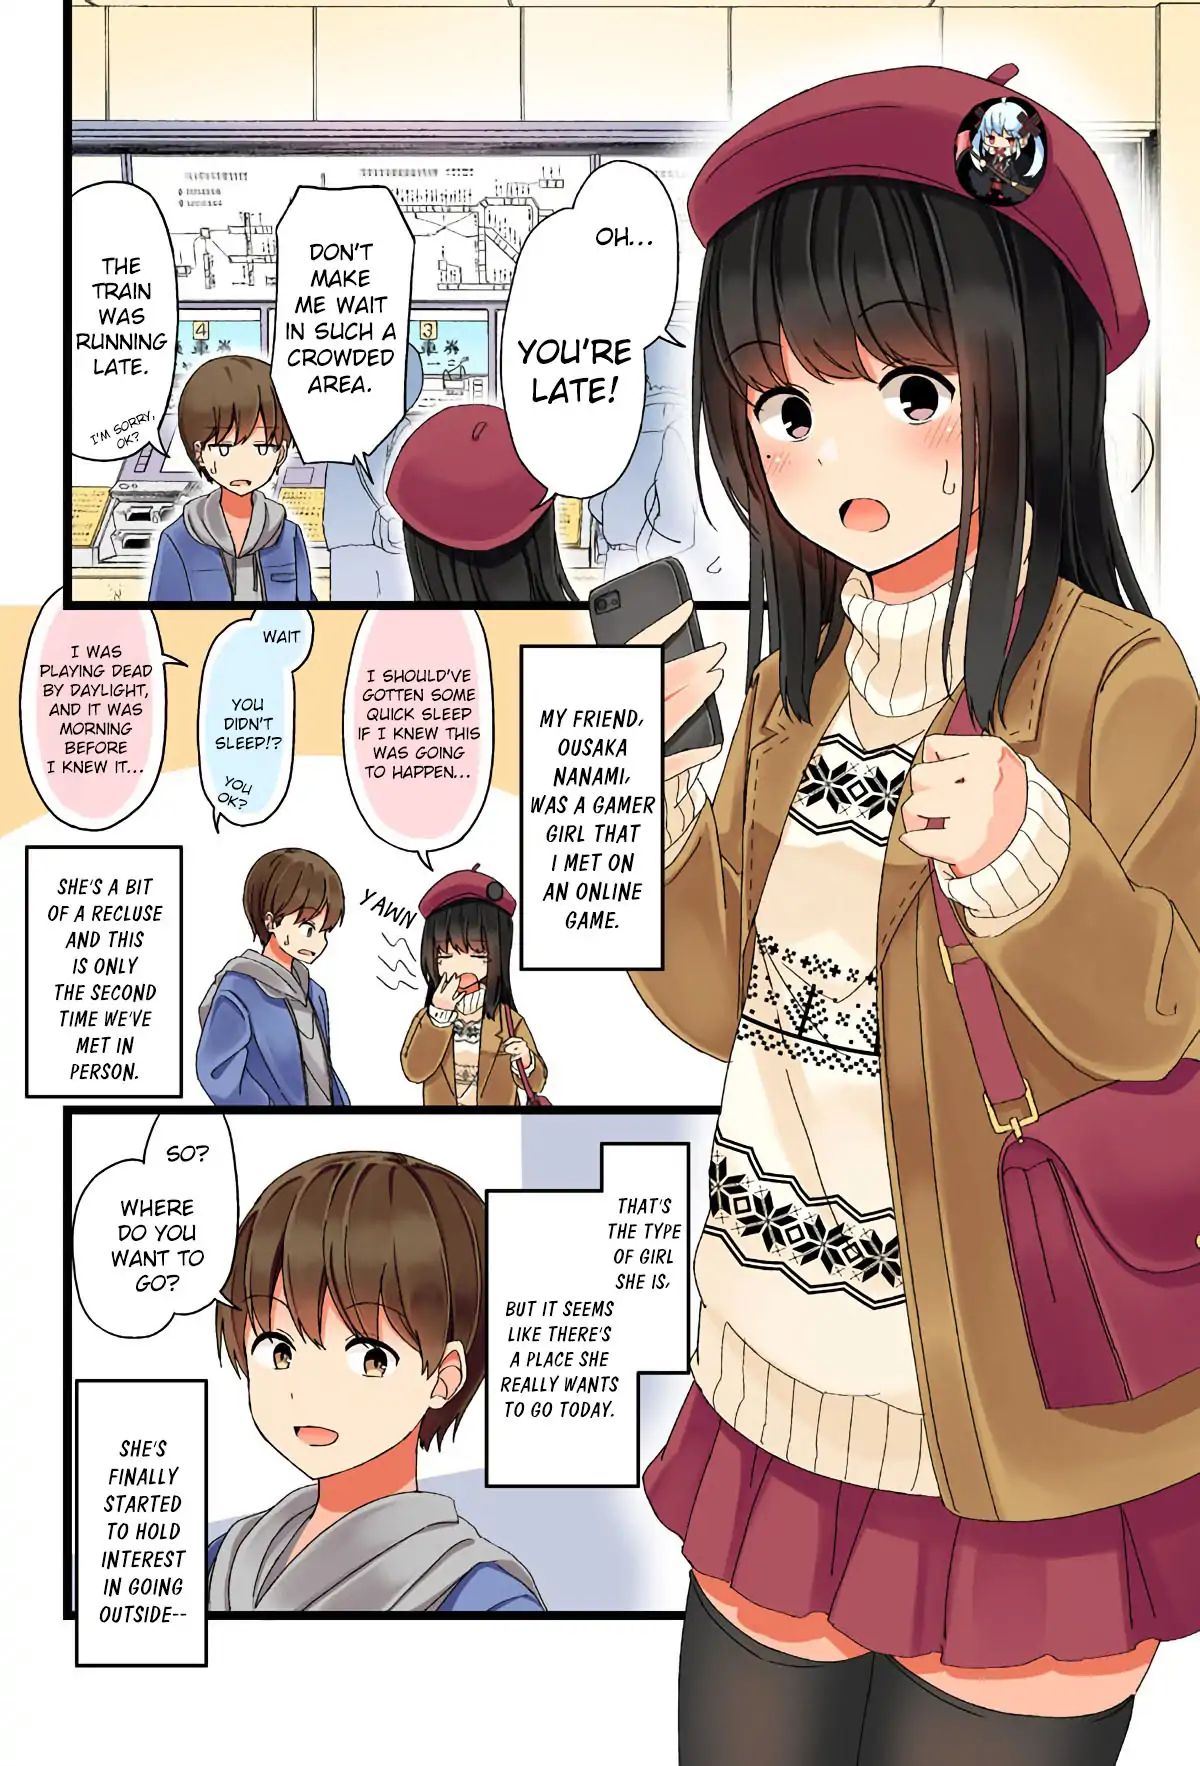 OH...
YOU'RE
LATE!
DON'T
MAKE
ME WAIT
IN SUCH A
CROWDED
AREA.
THE
TRAIN
WAS
RUNNING
LATE.
I'M SORRY,
OK?
4
3
MY FRIEND,
OUSAKA
NANAMI,
WAS A GAMER
GIRL THAT
I MET ON
AN ONLINE
GAME.
I SHOULD'VE
GOTTEN SOME
QUICK SLEEP
IF I KNEW THIS
WAS GOING
TO HAPPEN...
WAIT
YOU
DIDN'T
SLEEP!?
YOU
OK?
I WAS
PLAYING DEAD
BY DAYLIGHT,
AND IT WAS
MORNING
BEFORE
I KNEW IT...
YAWN
SHE'S A BIT
OF A RECLUSE
AND THIS
IS ONLY
THE SECOND
TIME WE'VE
MET IN
PERSON.
THAT'S
THE TYPE
OF GIRL
SHE IS,
BUT IT SEEMS
LIKE THERE'S
A PLACE SHE
REALLY WANTS
TO GO TODAY.
SO?
WHERE
DO YOU
WANT TO
GO?
SHE'S
FINALLY
STARTED
TO HOLD
INTEREST
IN GOING
OUTSIDE--